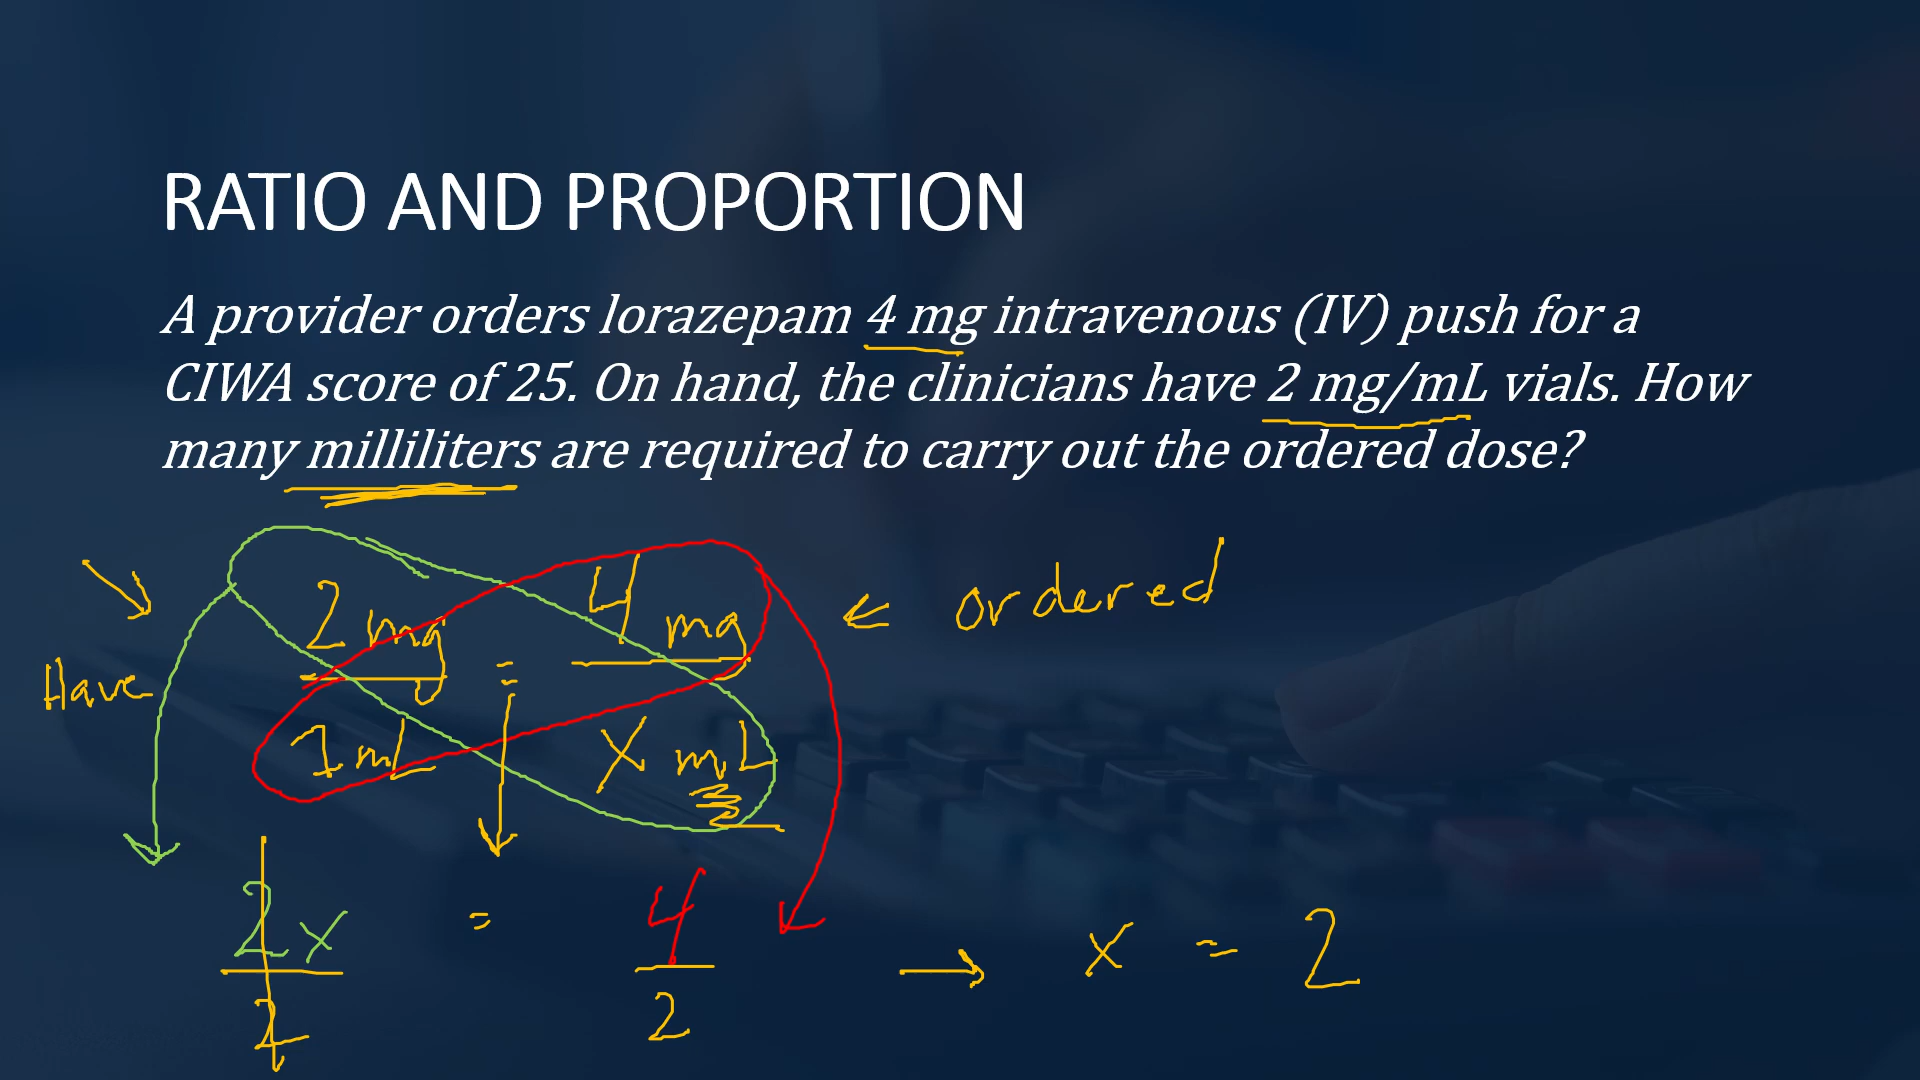 RATIO AND PROPORTION
A provider orders lorazepam 4 mg intravenous (IV) push for a
CIWA score of 25. On hand, the clinicians have 2 mg/mL vials. How
many milliliters are required to carry out the ordered dose?
2 mg = 4 mg ordered
Have
1 mL X mL
2x = 4 → x = 2
2 2